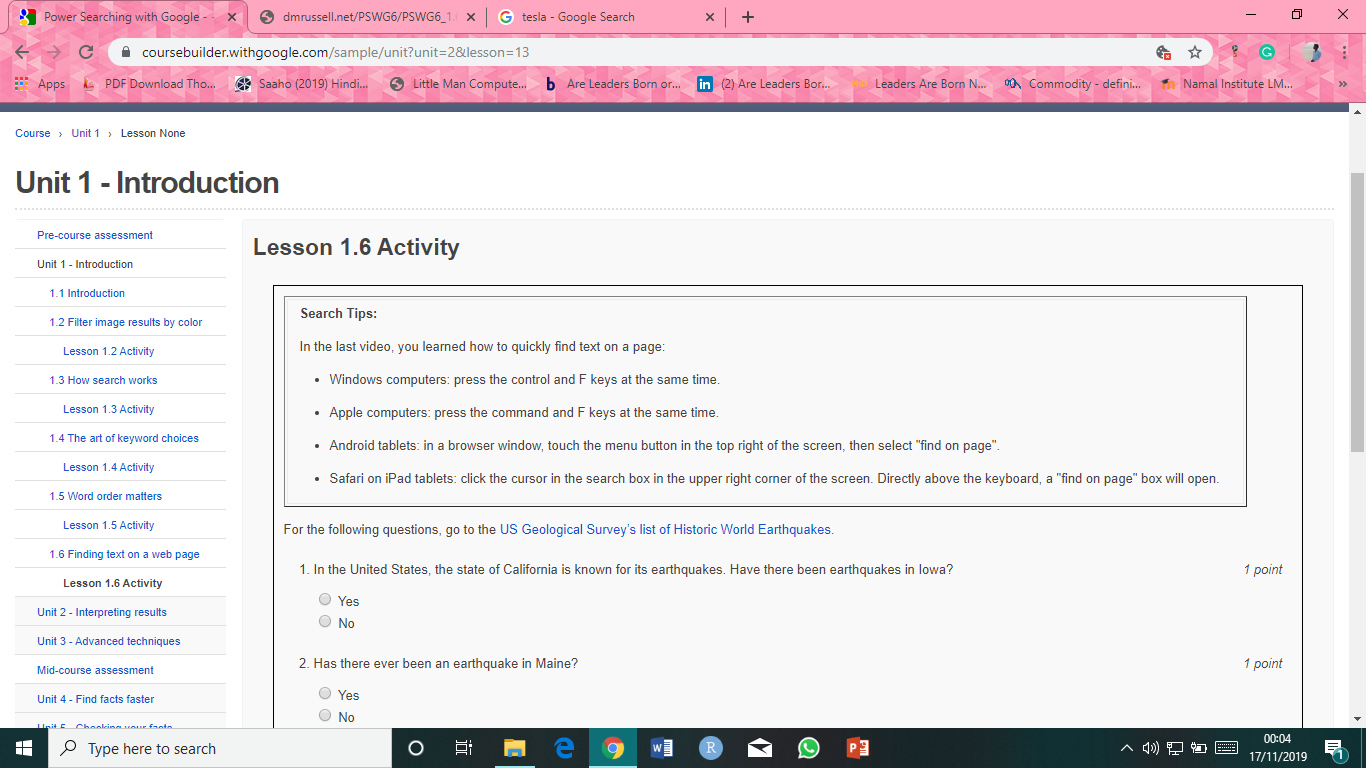 Power Searching with Google -
dmrussell.net/PSWG6/PSWG6_1.
tesla - Google Search
coursebuilder.withgoogle.com/sample/unit?unit=2&lesson=13
Apps
PDF Download Tho...
Saaho (2019) Hindi...
Little Man Compute...
Are Leaders Born or...
(2) Are Leaders Bor...
Leaders Are Born N...
Commodity - defini...
Namal Institute LM...
Course › Unit 1 › Lesson None
Unit 1 - Introduction
Pre-course assessment
Unit 1 - Introduction
1.1 Introduction
1.2 Filter image results by color
Lesson 1.2 Activity
1.3 How search works
Lesson 1.3 Activity
1.4 The art of keyword choices
Lesson 1.4 Activity
1.5 Word order matters
Lesson 1.5 Activity
1.6 Finding text on a web page
Lesson 1.6 Activity
Unit 2 - Interpreting results
Unit 3 - Advanced techniques
Mid-course assessment
Unit 4 - Find facts faster
Unit 5 - Checking your facts
Lesson 1.6 Activity
Search Tips:
In the last video, you learned how to quickly find text on a page:
• Windows computers: press the control and F keys at the same time.
• Apple computers: press the command and F keys at the same time.
• Android tablets: in a browser window, touch the menu button in the top right of the screen, then select "find on page".
• Safari on iPad tablets: click the cursor in the search box in the upper right corner of the screen. Directly above the keyboard, a "find on page" box will open.
For the following questions, go to the US Geological Survey's list of Historic World Earthquakes.
1. In the United States, the state of California is known for its earthquakes. Have there been earthquakes in Iowa? 1 point
Yes
No
2. Has there ever been an earthquake in Maine? 1 point
Yes
No
Type here to search
00:04
17/11/2019
1